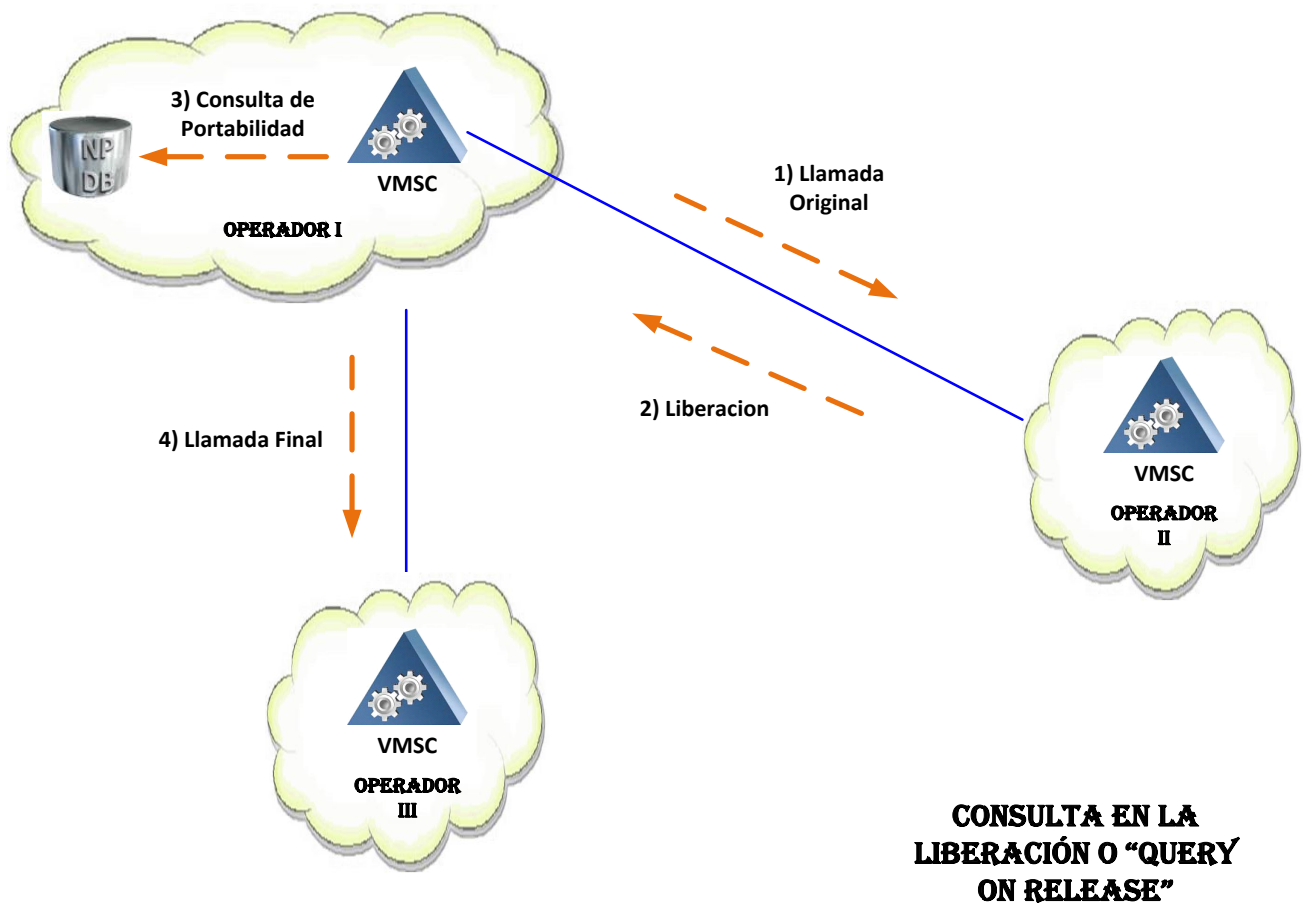 3) Consulta de
Portabilidad
NP
DB
VMSC
OPERADOR I
1) Llamada
Original
2) Liberacion
4) Llamada Final
VMSC
OPERADOR
II
VMSC
OPERADOR
III
CONSULTA EN LA
LIBERACIÓN O “QUERY
ON RELEASE”